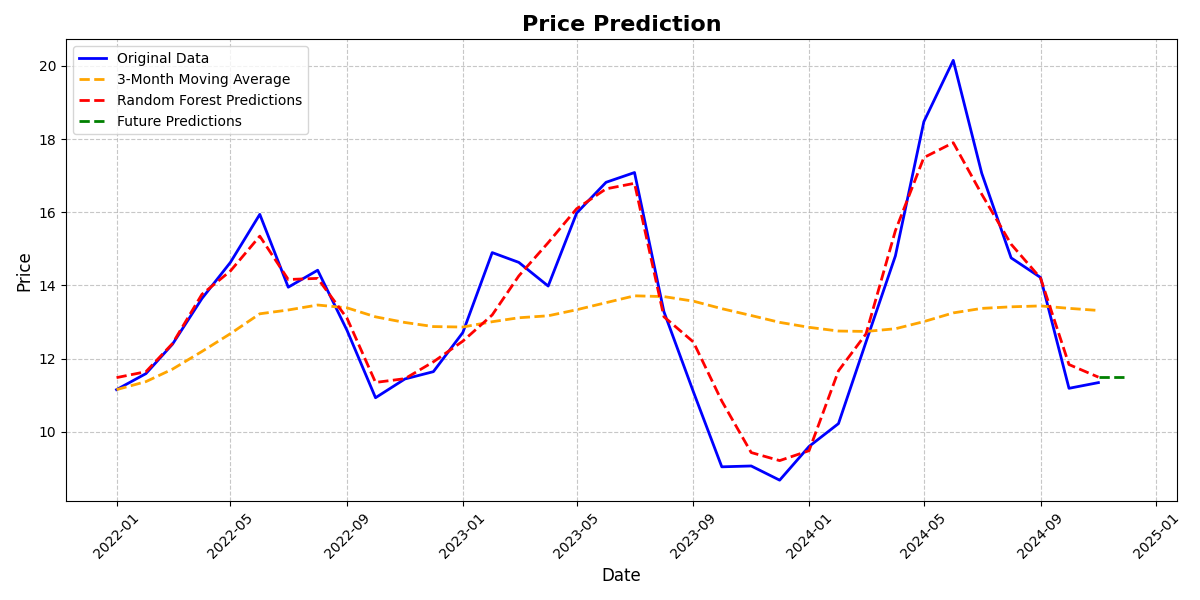 Price Prediction
Original Data
3-Month Moving Average
Random Forest Predictions
Future Predictions
Price
20
18
16
14
12
10
2022-01
2022-05
2022-09
2023-01
2023-05
2023-09
2024-01
2024-05
2024-09
2025-01
Date